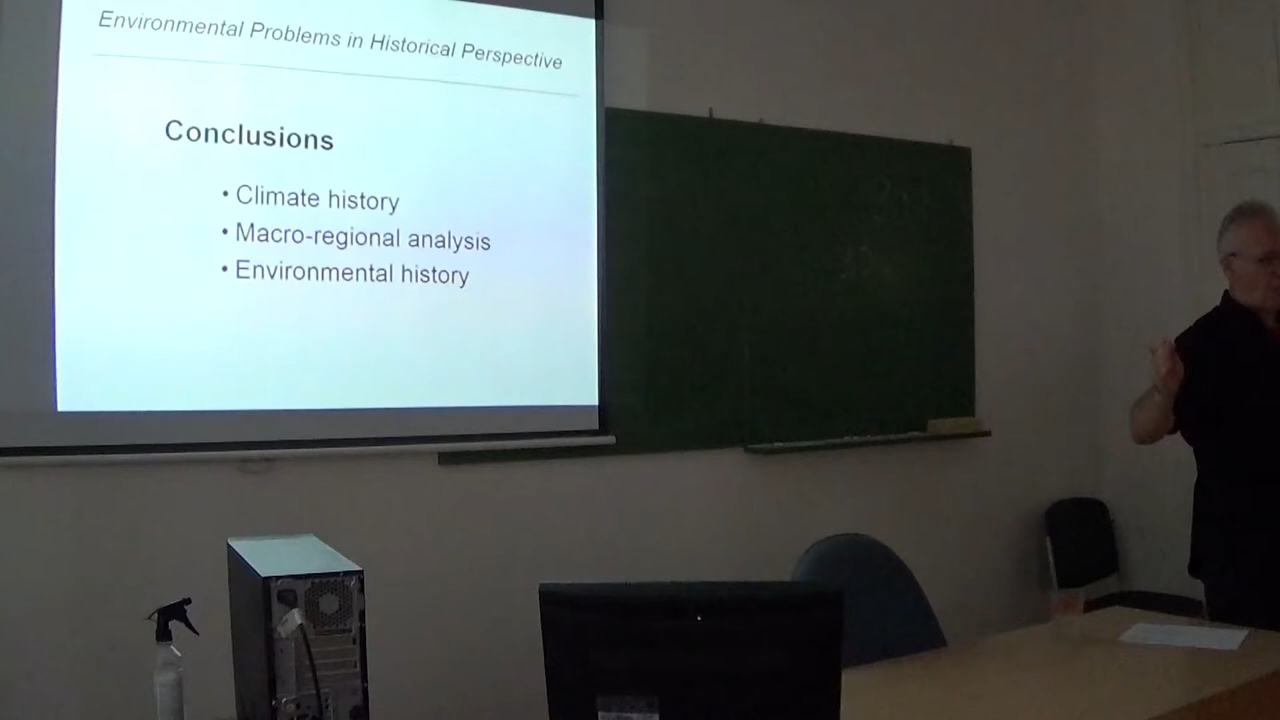 Environmental Problems in Historical Perspective
Conclusions
• Climate history
• Macro-regional analysis
• Environmental history